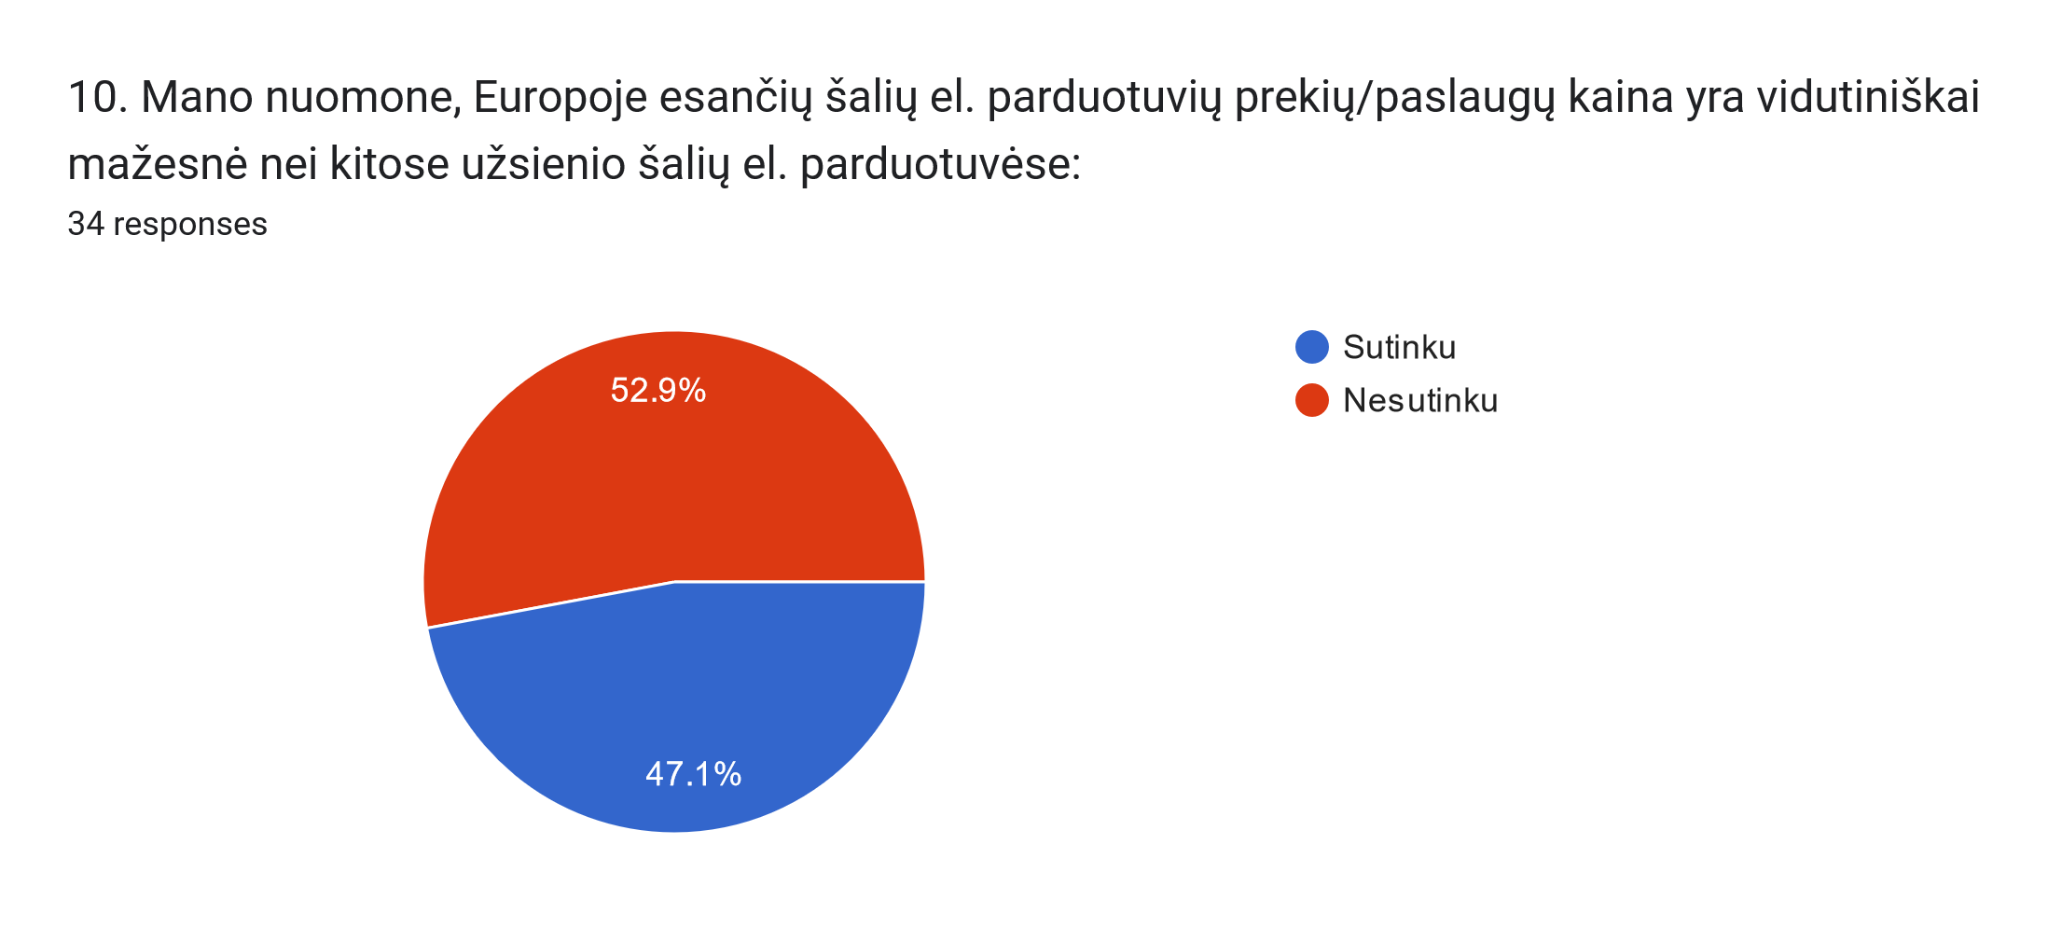 10. Mano nuomone, Europoje esančių šalių el. parduotuvių prekių/paslaugų kaina yra vidutiniškai
mažesnė nei kitose užsienio šalių el. parduotuvėse:
34 responses
Sutinku
Nesutinku
52.9%
47.1%